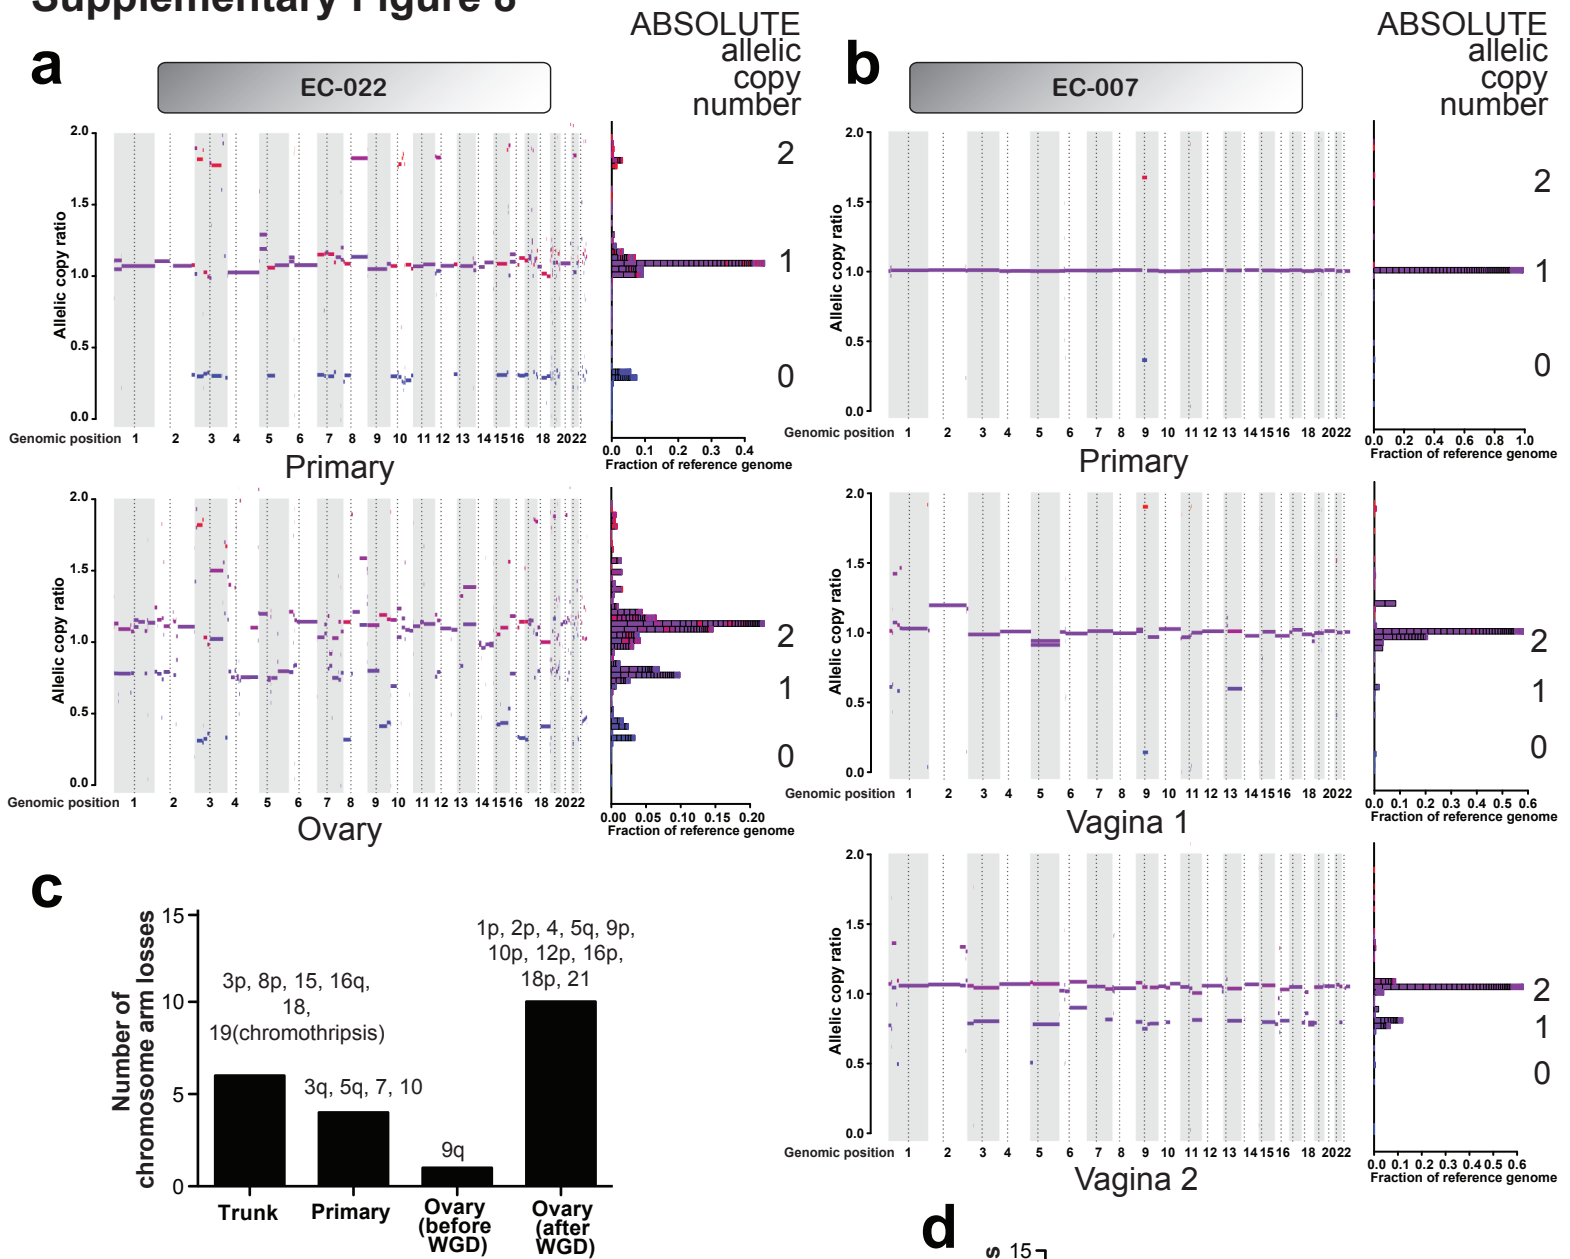 Supplementary Figure 8
a
EC-022
ABSOLUTE
allelic
copy
number
2.0
1.5
1.0
0.5
0.0
Allelic copy ratio
Genomic position 1 2 3 4 5 6 7 8 9 10 11 12 13 14 15 16 18 20 22
Primary
2
1
0
0.0 0.1 0.2 0.3 0.4
Fraction of reference genome
2.0
1.5
1.0
0.5
0.0
Allelic copy ratio
Genomic position 1 2 3 4 5 6 7 8 9 10 11 12 13 14 15 16 18 20 22
Ovary
2
1
0
0.00 0.05 0.10 0.15 0.20
Fraction of reference genome
b
EC-007
ABSOLUTE
allelic
copy
number
2.0
1.5
1.0
0.5
0.0
Allelic copy ratio
Genomic position 1 2 3 4 5 6 7 8 9 10 11 12 13 14 15 16 18 20 22
Primary
2
1
0
0.0 0.2 0.4 0.6 0.8 1.0
Fraction of reference genome
2.0
1.5
1.0
0.5
0.0
Allelic copy ratio
Genomic position 1 2 3 4 5 6 7 8 9 10 11 12 13 14 15 16 18 20 22
Vagina 1
2
1
0
0.0 0.1 0.2 0.3 0.4 0.5 0.6
Fraction of reference genome
2.0
1.5
1.0
0.5
0.0
Allelic copy ratio
Genomic position 1 2 3 4 5 6 7 8 9 10 11 12 13 14 15 16 18 20 22
Vagina 2
2
1
0
0.0 0.1 0.2 0.3 0.4 0.5 0.6
Fraction of reference genome
c
Number of
chromosome arm losses
15
10
5
0
3p, 8p, 15, 16q,
18,
19(chromothripsis)
3q, 5q, 7, 10
9q
1p, 2p, 4, 5q, 9p,
10p, 12p, 16p,
18p, 21
Trunk
Primary
Ovary
(before
WGD)
Ovary
(after
WGD)
d
15